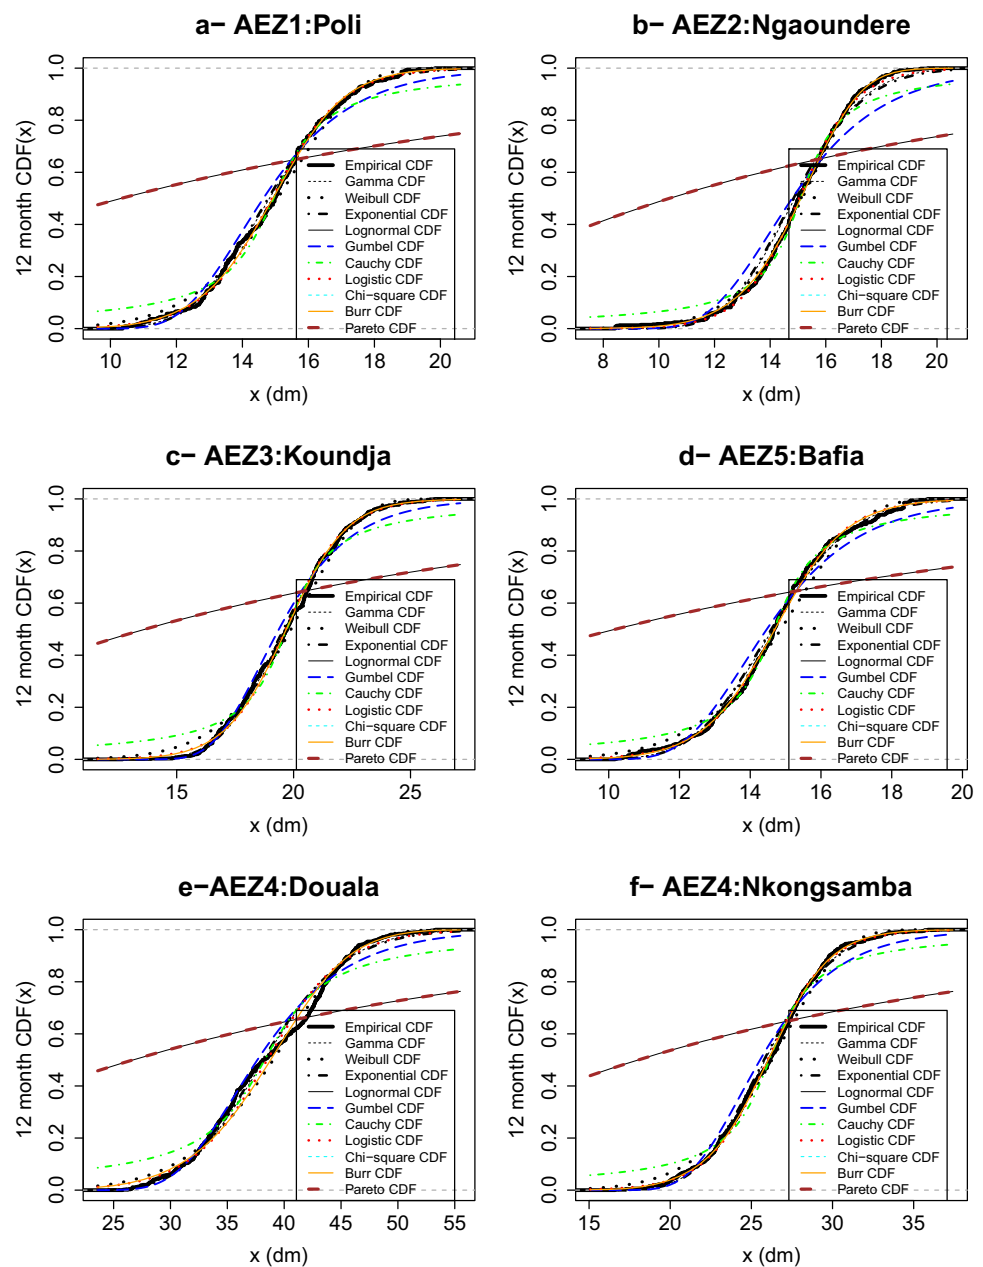 a− AEZ1:Poli
12 month CDF(x)
0.0 0.2 0.4 0.6 0.8 1.0
Empirical CDF
Gamma CDF
Weibull CDF
Exponential CDF
Lognormal CDF
Gumbel CDF
Cauchy CDF
Logistic CDF
Chi−square CDF
Burr CDF
Pareto CDF
10 12 14 16 18 20
x (dm)
b− AEZ2:Ngaoundere
12 month CDF(x)
0.0 0.2 0.4 0.6 0.8 1.0
Empirical CDF
Gamma CDF
Weibull CDF
Exponential CDF
Lognormal CDF
Gumbel CDF
Cauchy CDF
Logistic CDF
Chi−square CDF
Burr CDF
Pareto CDF
8 10 12 14 16 18 20
x (dm)
c− AEZ3:Koundja
12 month CDF(x)
0.0 0.2 0.4 0.6 0.8 1.0
Empirical CDF
Gamma CDF
Weibull CDF
Exponential CDF
Lognormal CDF
Gumbel CDF
Cauchy CDF
Logistic CDF
Chi−square CDF
Burr CDF
Pareto CDF
15 20 25
x (dm)
d− AEZ5:Bafia
12 month CDF(x)
0.0 0.2 0.4 0.6 0.8 1.0
Empirical CDF
Gamma CDF
Weibull CDF
Exponential CDF
Lognormal CDF
Gumbel CDF
Cauchy CDF
Logistic CDF
Chi−square CDF
Burr CDF
Pareto CDF
10 12 14 16 18 20
x (dm)
e−AEZ4:Douala
12 month CDF(x)
0.0 0.2 0.4 0.6 0.8 1.0
Empirical CDF
Gamma CDF
Weibull CDF
Exponential CDF
Lognormal CDF
Gumbel CDF
Cauchy CDF
Logistic CDF
Chi−square CDF
Burr CDF
Pareto CDF
25 30 35 40 45 50 55
x (dm)
f− AEZ4:Nkongsamba
12 month CDF(x)
0.0 0.2 0.4 0.6 0.8 1.0
Empirical CDF
Gamma CDF
Weibull CDF
Exponential CDF
Lognormal CDF
Gumbel CDF
Cauchy CDF
Logistic CDF
Chi−square CDF
Burr CDF
Pareto CDF
15 20 25 30 35
x (dm)